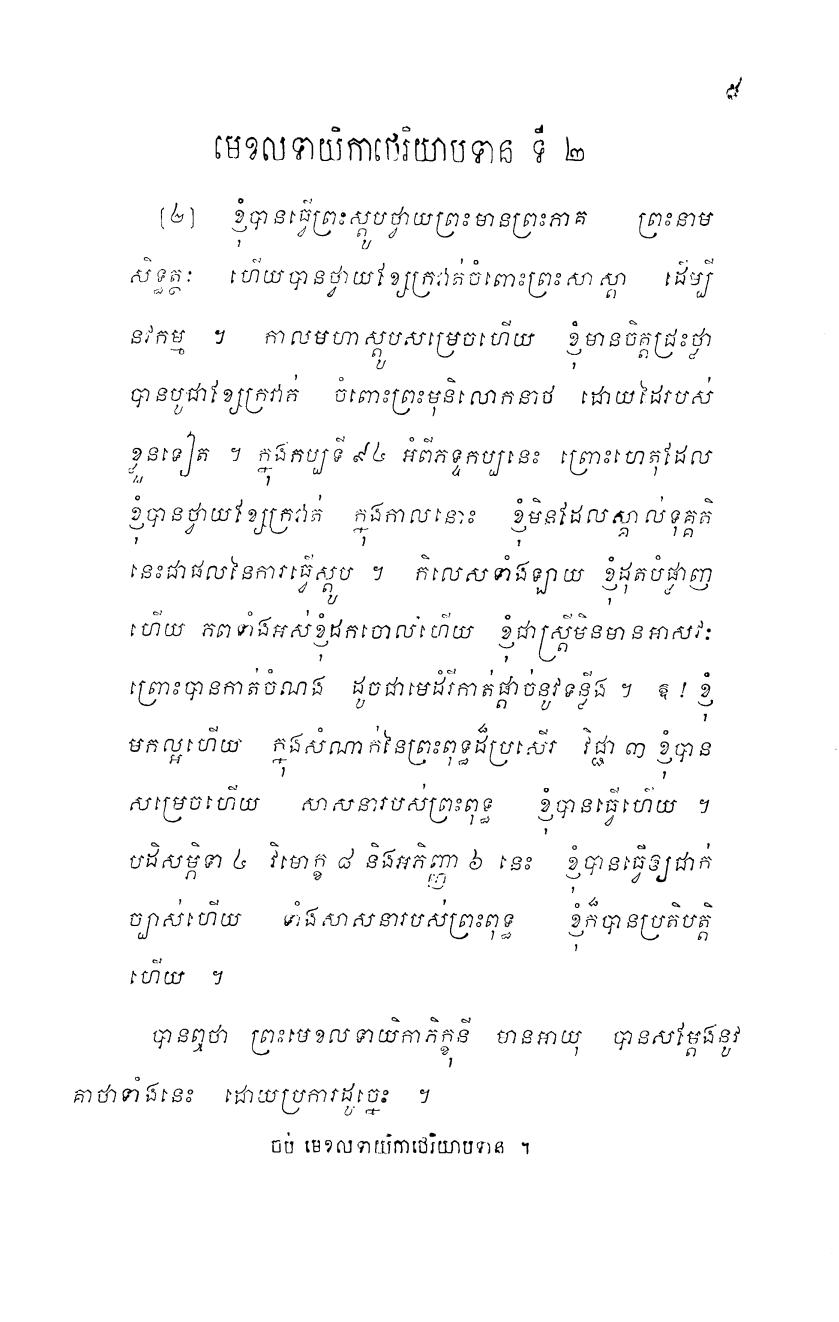 ៩
មេខលទាយិកាថេរិយាបទាន ទី ២
[២] ខ្ញុំបានធ្វើព្រះស្តូបថ្វាយព្រះមានព្រះភាគ ព្រះនាម
សិទ្ធត្ថៈ ហើយបានថ្វាយខ្សែក្រវាត់ចំពោះព្រះសាស្តា ដើម្បី
នវកម្ម ។ កាលមហាស្តូបសម្រេចហើយ ខ្ញុំមានចិត្តជ្រះថ្លា
បានបូជាខ្សែក្រវាត់ ចំពោះព្រះមុនិលោកនាថ ដោយដៃរបស់
ខ្លួនទៀត ។ ក្នុងកប្បទី ៩៤ អំពីភទ្ទកប្បនេះ ព្រោះហេតុដែល
ខ្ញុំបានថ្វាយខ្សែក្រវាត់ ក្នុងកាលនោះ ខ្ញុំមិនដែលស្គាល់ទុគ្គតិ
នេះជាផលនៃការធ្វើស្តូប ។ កិលេសទាំងឡាយ ខ្ញុំដុតបំផ្លាញ
ហើយ ភពទាំងអស់ខ្ញុំដកចោលហើយ ខ្ញុំជាស្ត្រីមិនមានអាសវៈ
ព្រោះបានកាត់ចំណង ដូចជាមេដំរីកាត់ផ្តាច់នូវទន្លីង ។ ឱ ! ខ្ញុំ
មកល្អហើយ ក្នុងសំណាក់នៃព្រះពុទ្ធដ៏ប្រសើរ វិជ្ជា ៣ ខ្ញុំបាន
សម្រេចហើយ សាសនារបស់ព្រះពុទ្ធ ខ្ញុំបានធ្វើហើយ ។
បដិសម្ភិទា ៤ វិមោក្ខ ៨ និងអភិញ្ញា ៦ នេះ ខ្ញុំបានធ្វើឲ្យជាក់
ច្បាស់ហើយ ទាំងសាសនារបស់ព្រះពុទ្ធ ខ្ញុំក៏បានប្រតិបត្តិ
ហើយ ។
បានឮថា ព្រះមេខលទាយិកាភិក្ខុនី មានអាយុ បានសម្តែងនូវ
គាថាទាំងនេះ ដោយប្រការដូច្នេះ ។
ចប់ មេខលទាយិកាថេរិយាបទាន ។